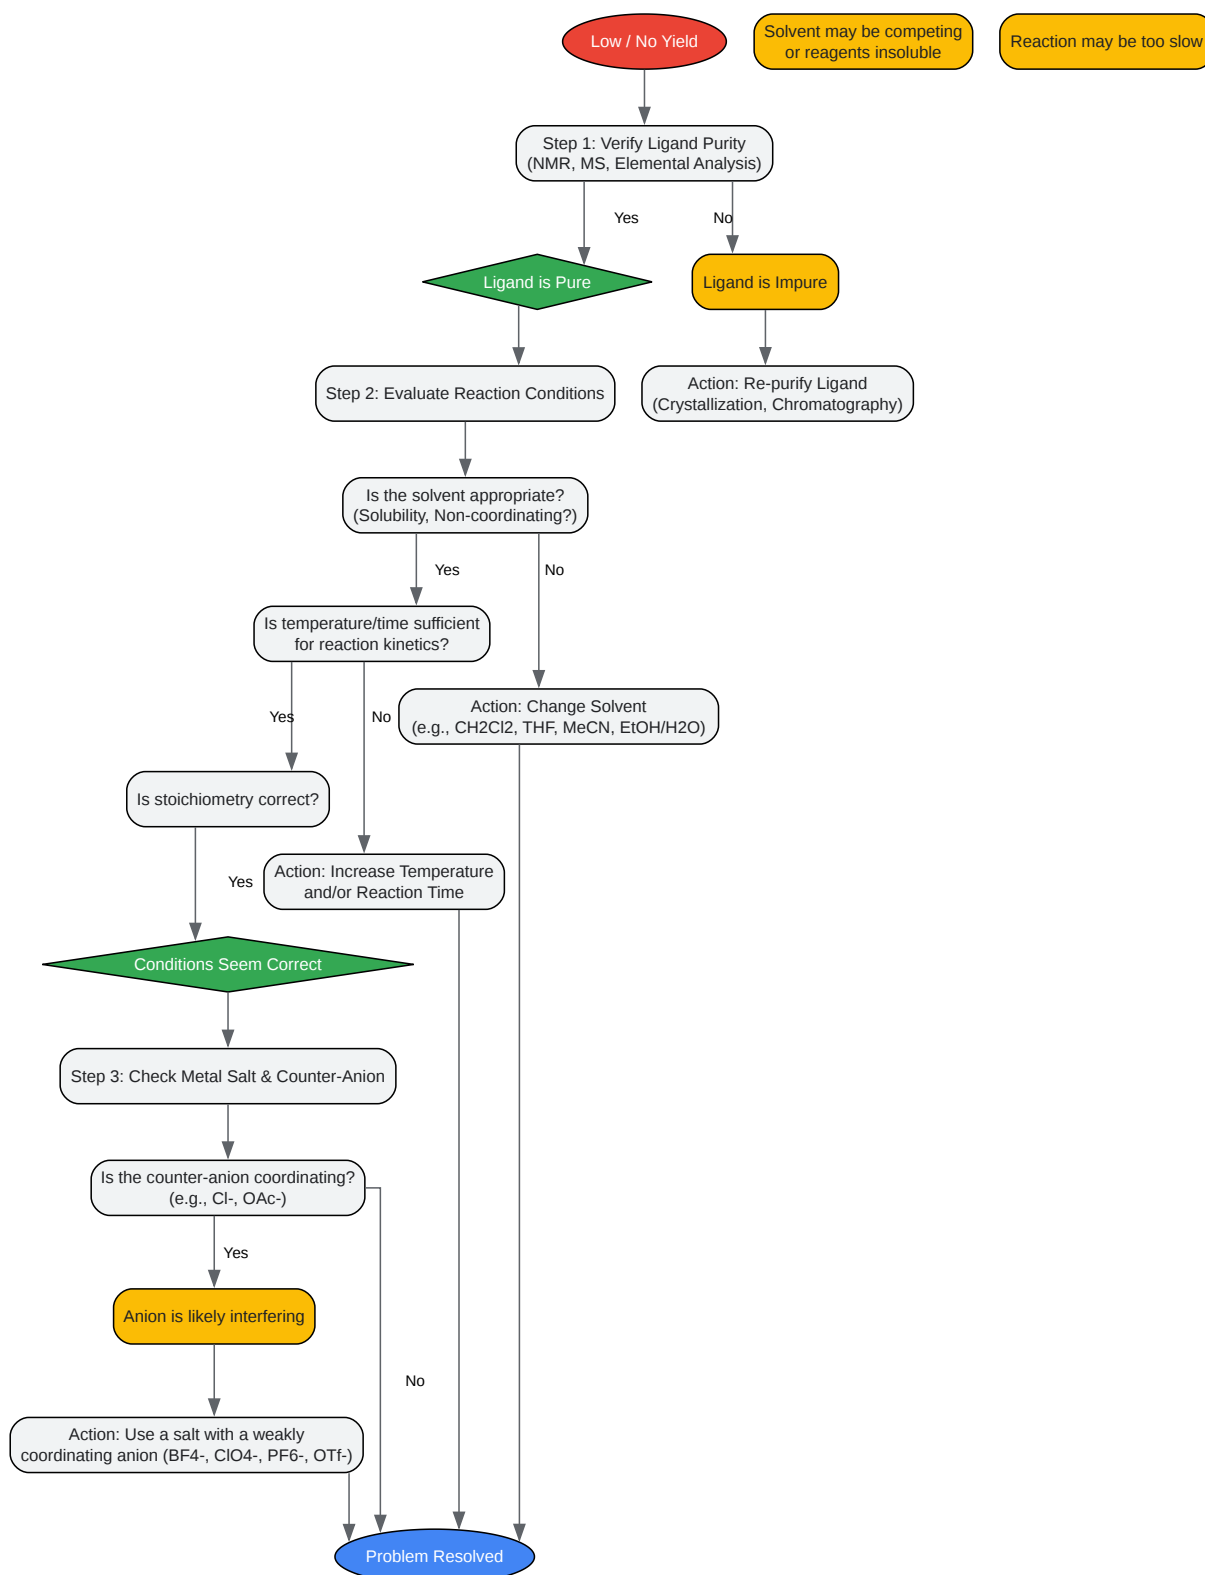 Low / No Yield
Solvent may be competing
or reagents insoluble
Reaction may be too slow
Step 1: Verify Ligand Purity
(NMR, MS, Elemental Analysis)
Yes
No
Ligand is Pure
Ligand is Impure
Step 2: Evaluate Reaction Conditions
Action: Re-purify Ligand
(Crystallization, Chromatography)
Is the solvent appropriate?
(Solubility, Non-coordinating?)
Yes
No
Is temperature/time sufficient
for reaction kinetics?
Yes
No
Action: Change Solvent
(e.g., CH2Cl2, THF, MeCN, EtOH/H2O)
Is stoichiometry correct?
Yes
Action: Increase Temperature
and/or Reaction Time
Conditions Seem Correct
Step 3: Check Metal Salt & Counter-Anion
Is the counter-anion coordinating?
(e.g., Cl-, OAc-)
Yes
Anion is likely interfering
No
Action: Use a salt with a weakly
coordinating anion (BF4-, ClO4-, PF6-, OTf-)
Problem Resolved